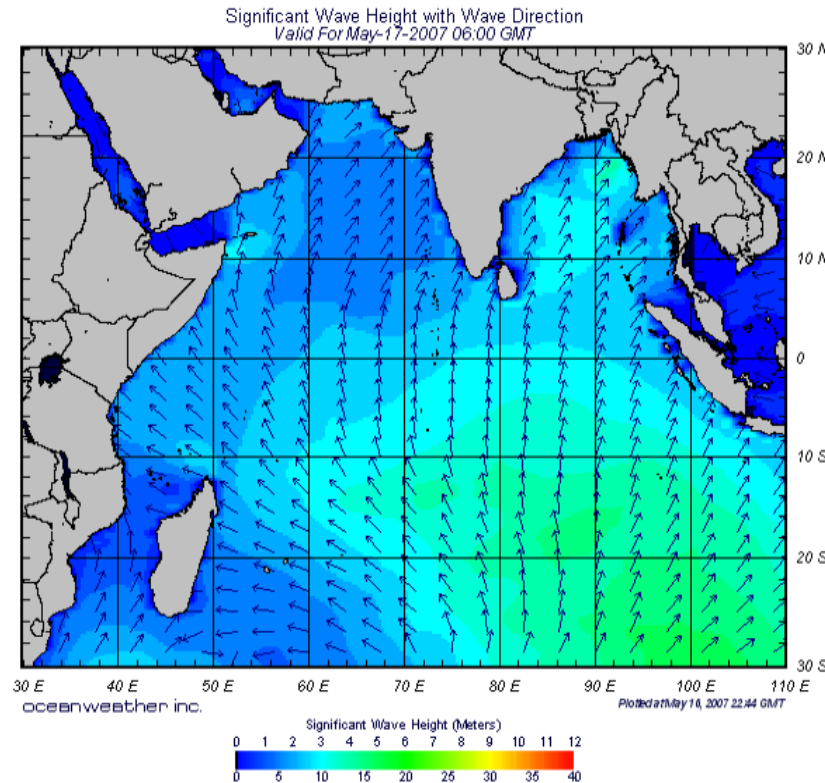 Significant Wave Height with Wave Direction
Valid For May-17-2007 06:00 GMT
30 N
20 N
10 N
0
10 S
20 S
30 S
30 E 40 E 50 E 60 E 70 E 80 E 90 E 100 E 110 E
oceanweather inc. Plotted at May 16, 2007 22:44 GMT
Significant Wave Height (Meters)
0 1 2 3 4 5 6 7 8 9 10 11 12
0 5 10 15 20 25 30 35 40